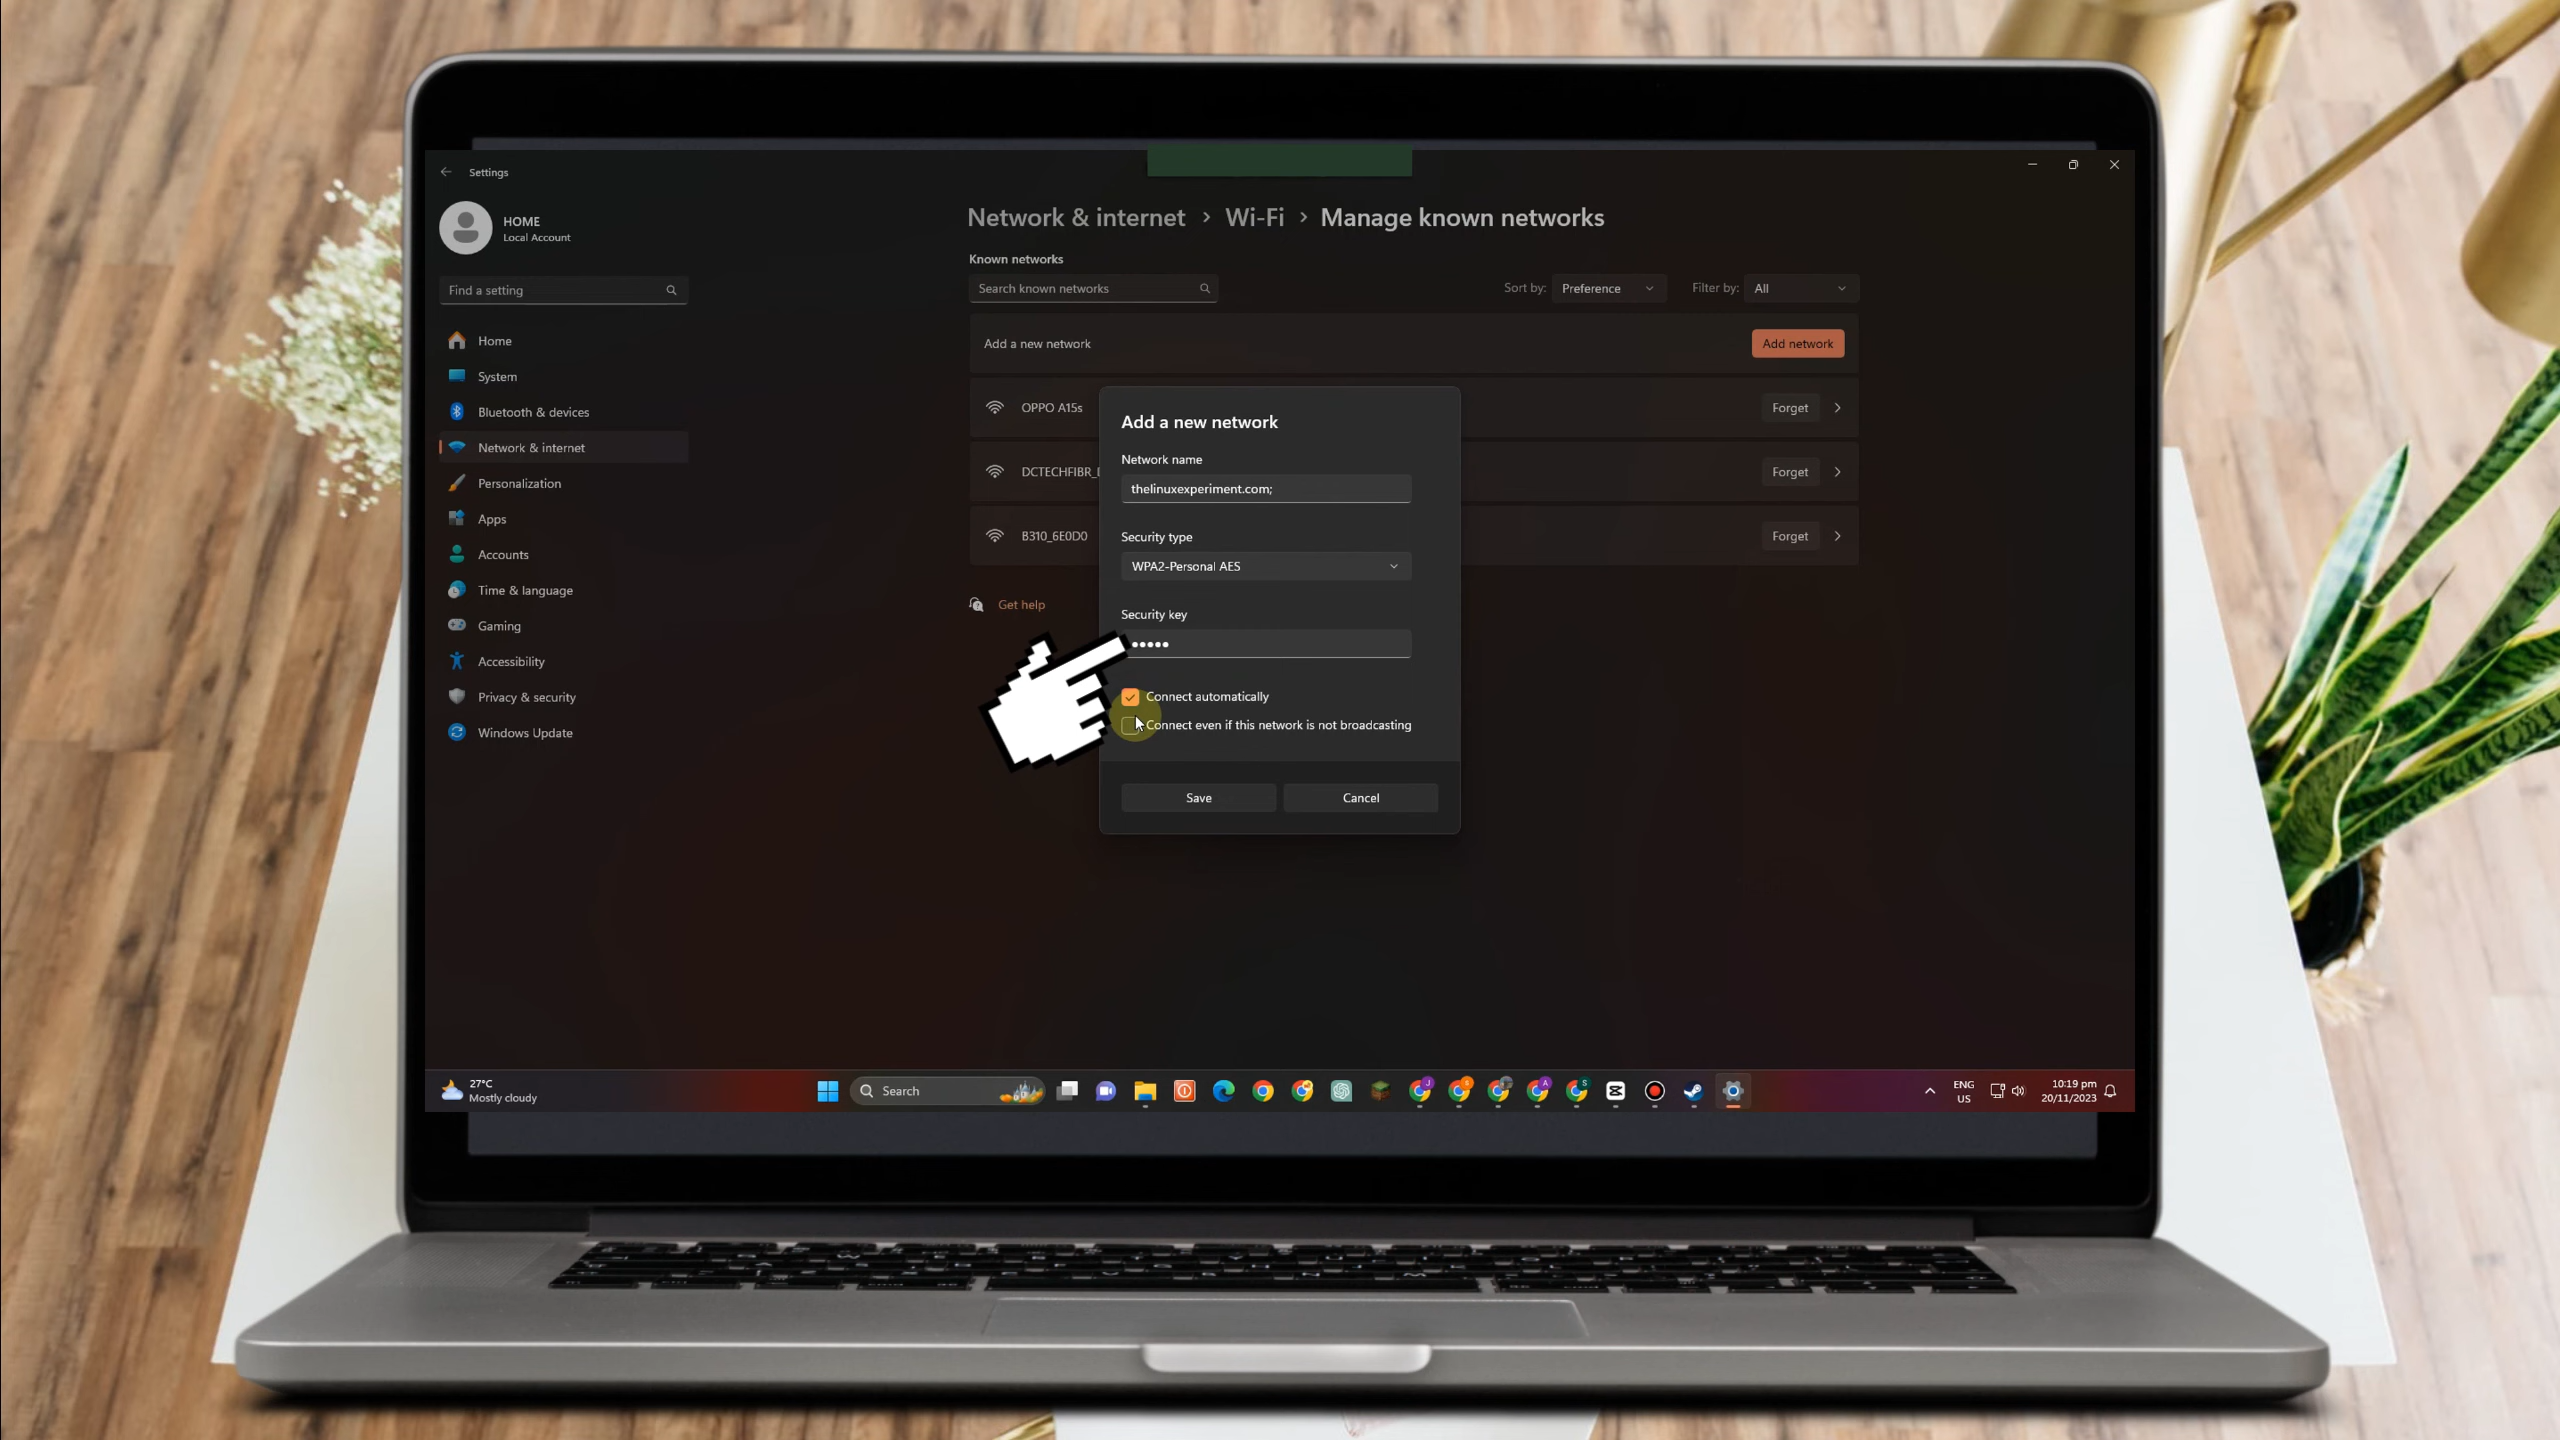 Settings
HOME
Local Account
Find a setting
Home
System
Bluetooth & devices
Network & internet
Personalization
Apps
Accounts
Time & language
Gaming
Accessibility
Privacy & security
Windows Update
Network & internet > Wi-Fi > Manage known networks
Known networks
Search known networks
Sort by: Preference
Filter by: All
Add a new network
Add network
OPPO A15s
Forget
DCTECHFIBR_
Forget
B310_6E0D0
Forget
Get help
Add a new network
Network name
thelinuxexperiment.com;
Security type
WPA2-Personal AES
Security key
•••••
Connect automatically
Connect even if this network is not broadcasting
Save
Cancel
27°C
Mostly cloudy
Search
ENG
US
10:19 pm
20/11/2023